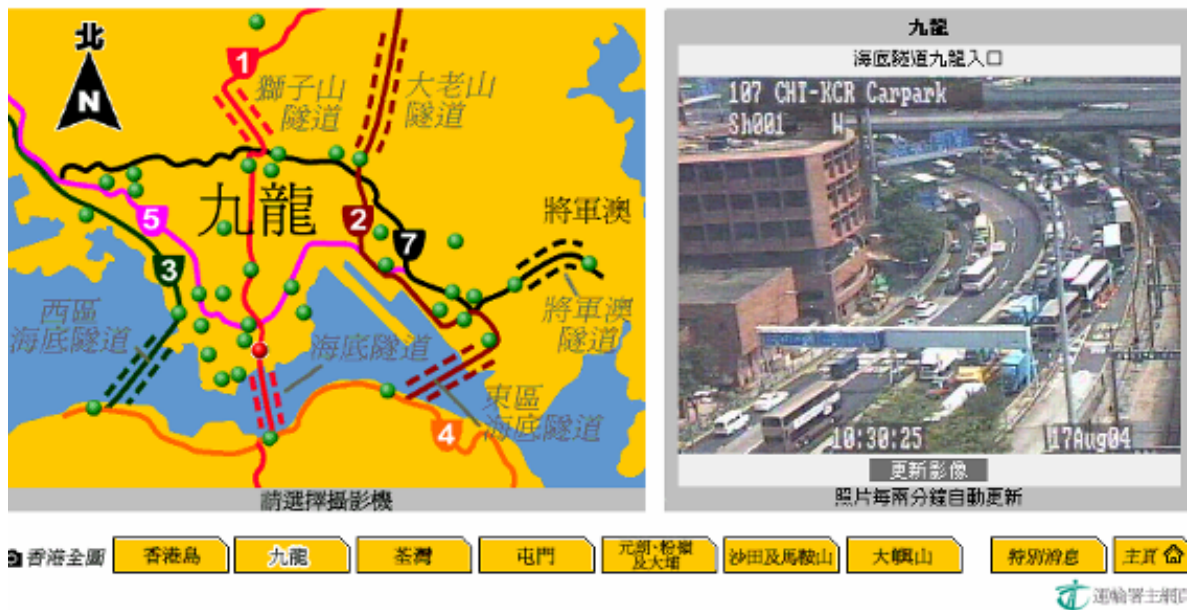 北
N
1
獅子山
隧道
大老山
隧道
九龍
5
2
7
3
將軍澳
將軍澳
隧道
西區
海底隧道
海底隧道
東區
海底隧道
4
請選擇攝影機
九龍
海底隧道九龍入口
107 CHT-KCR Carpark
Sh001 W
10:30:25 17Aug04
更新影像
照片每兩分鐘自動更新
香港全圖
香港島
九龍
荃灣
屯門
元朗、粉嶺
及大埔
沙田及馬鞍山
大嶼山
特別消息
主頁
運輸署主網頁